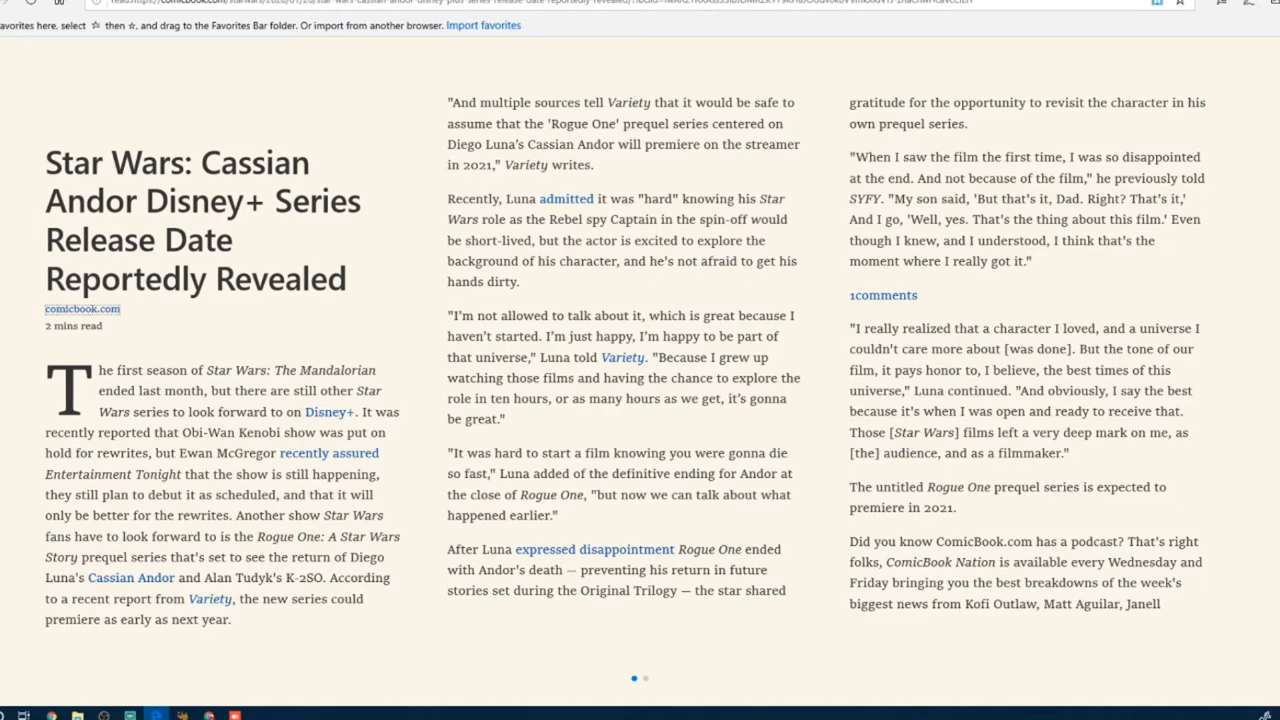 avorites here, select ☆ then ☆, and drag to the Favorites Bar folder. Or import from another browser. Import favorites
Star Wars: Cassian
Andor Disney+ Series
Release Date
Reportedly Revealed
comicbook.com
2 mins read
The first season of Star Wars: The Mandalorian
ended last month, but there are still other Star
Wars series to look forward to on Disney+. It was
recently reported that Obi-Wan Kenobi show was put on
hold for rewrites, but Ewan McGregor recently assured
Entertainment Tonight that the show is still happening,
they still plan to debut it as scheduled, and that it will
only be better for the rewrites. Another show Star Wars
fans have to look forward to is the Rogue One: A Star Wars
Story prequel series that's set to see the return of Diego
Luna's Cassian Andor and Alan Tudyk's K-2SO. According
to a recent report from Variety, the new series could
premiere as early as next year.
"And multiple sources tell Variety that it would be safe to
assume that the 'Rogue One' prequel series centered on
Diego Luna's Cassian Andor will premiere on the streamer
in 2021," Variety writes.
Recently, Luna admitted it was "hard" knowing his Star
Wars role as the Rebel spy Captain in the spin-off would
be short-lived, but the actor is excited to explore the
background of his character, and he's not afraid to get his
hands dirty.
"I'm not allowed to talk about it, which is great because I
haven't started. I'm just happy, I'm happy to be part of
that universe," Luna told Variety. "Because I grew up
watching those films and having the chance to explore the
role in ten hours, or as many hours as we get, it's gonna
be great."
"It was hard to start a film knowing you were gonna die
so fast," Luna added of the definitive ending for Andor at
the close of Rogue One, "but now we can talk about what
happened earlier."
After Luna expressed disappointment Rogue One ended
with Andor's death — preventing his return in future
stories set during the Original Trilogy — the star shared
gratitude for the opportunity to revisit the character in his
own prequel series.
"When I saw the film the first time, I was so disappointed
at the end. And not because of the film," he previously told
SYFY. "My son said, 'But that's it, Dad. Right? That's it,'
And I go, 'Well, yes. That's the thing about this film.' Even
though I knew, and I understood, I think that's the
moment where I really got it."
1comments
"I really realized that a character I loved, and a universe I
couldn't care more about [was done]. But the tone of our
film, it pays honor to, I believe, the best times of this
universe," Luna continued. "And obviously, I say the best
because it's when I was open and ready to receive that.
Those [Star Wars] films left a very deep mark on me, as
[the] audience, and as a filmmaker."
The untitled Rogue One prequel series is expected to
premiere in 2021.
Did you know ComicBook.com has a podcast? That's right
folks, ComicBook Nation is available every Wednesday and
Friday bringing you the best breakdowns of the week's
biggest news from Kofi Outlaw, Matt Aguilar, Janell